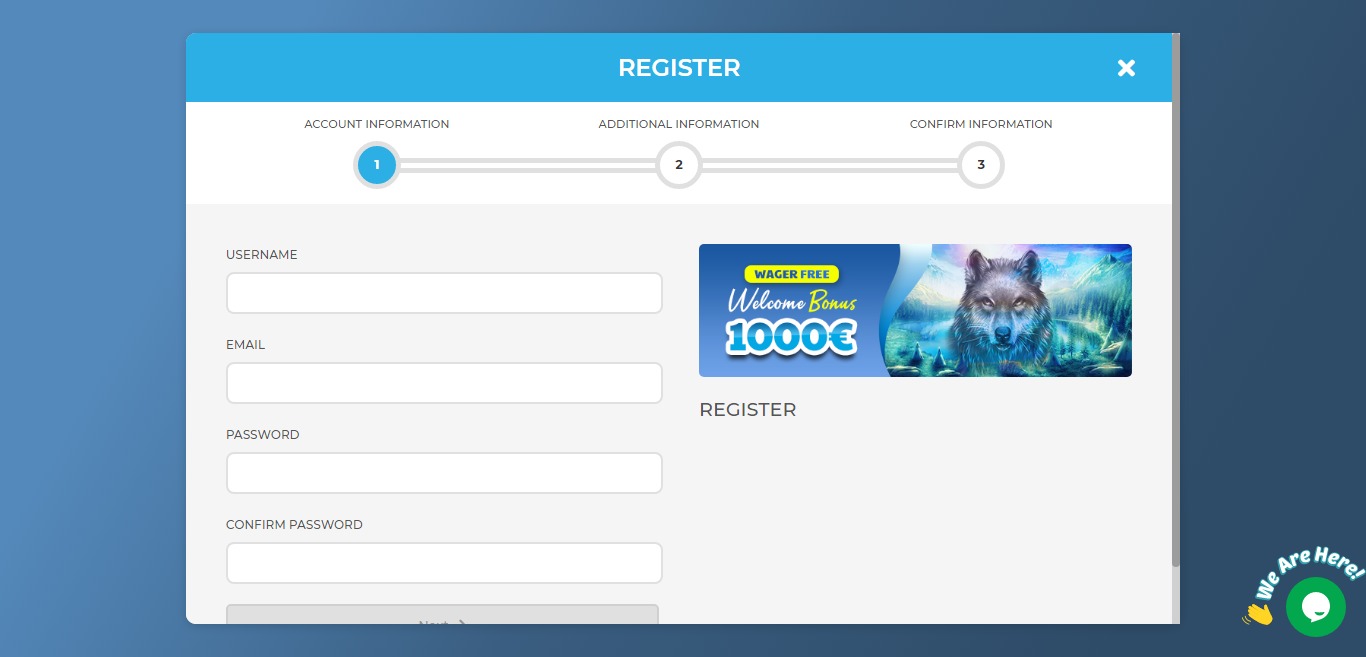 REGISTER
ACCOUNT INFORMATION
ADDITIONAL INFORMATION
CONFIRM INFORMATION
1
2
3
USERNAME
EMAIL
PASSWORD
CONFIRM PASSWORD
Next
WAGER FREE
Welcome Bonus
1000€
REGISTER
We Are Here!